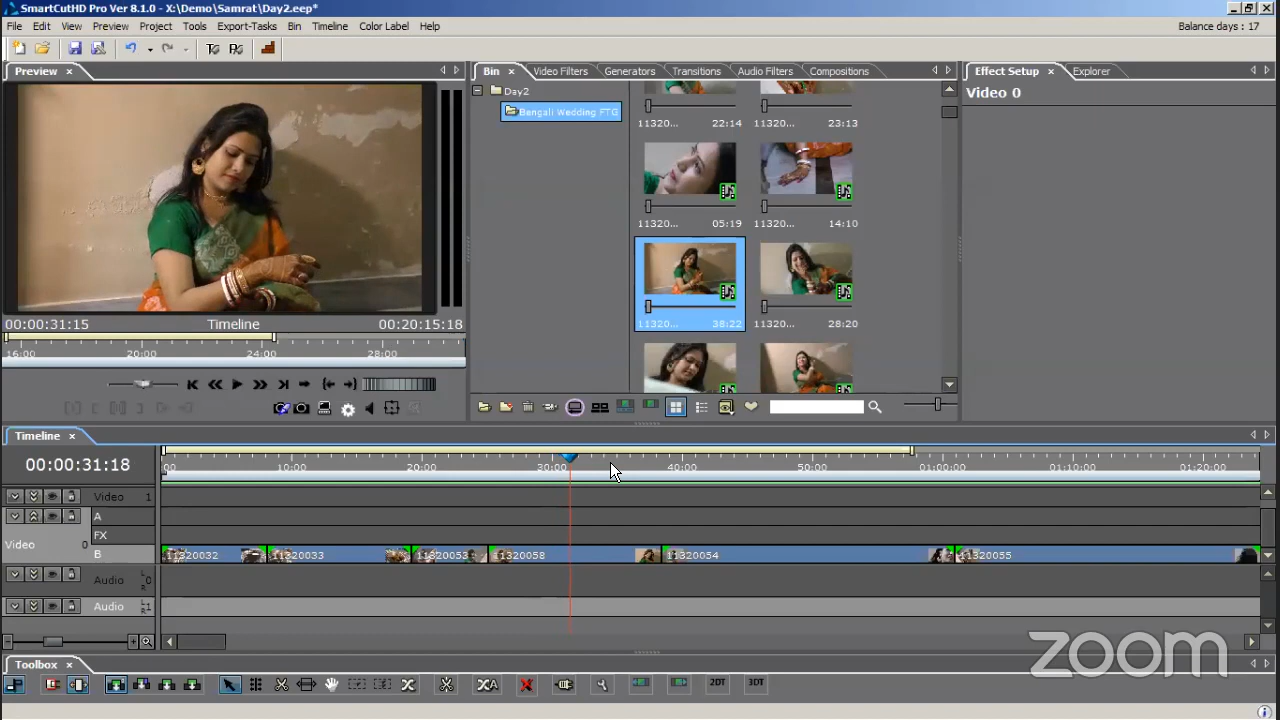 SmartCutHD Pro Ver 8.1.0 - X:\Demo\Samrat\Day2.eep*
File Edit View Preview Project Tools Export-Tasks Bin Timeline Color Label Help
Balance days : 17
Preview
Bin Video Filters Generators Transitions Audio Filters Compositions
Effect Setup Explorer
Video 0
Day2
Bengali Wedding FTG
11320... 22:14 11320... 23:13
11320... 05:19 11320... 14:10
11320... 38:22 11320... 28:20
00:00:31:15 Timeline 00:20:15:18
16:00 20:00 24:00 28:00
Timeline
00:00:31:18
00 10:00 20:00 30:00 40:00 50:00 01:00:00 01:10:00 01:20:00
Video 1
A
FX
Video 0
B
11320032 11320033 11320053 11320058 11320054 11320055
Audio L R 0
Audio L R 1
Toolbox
2DT 3DT
zoom